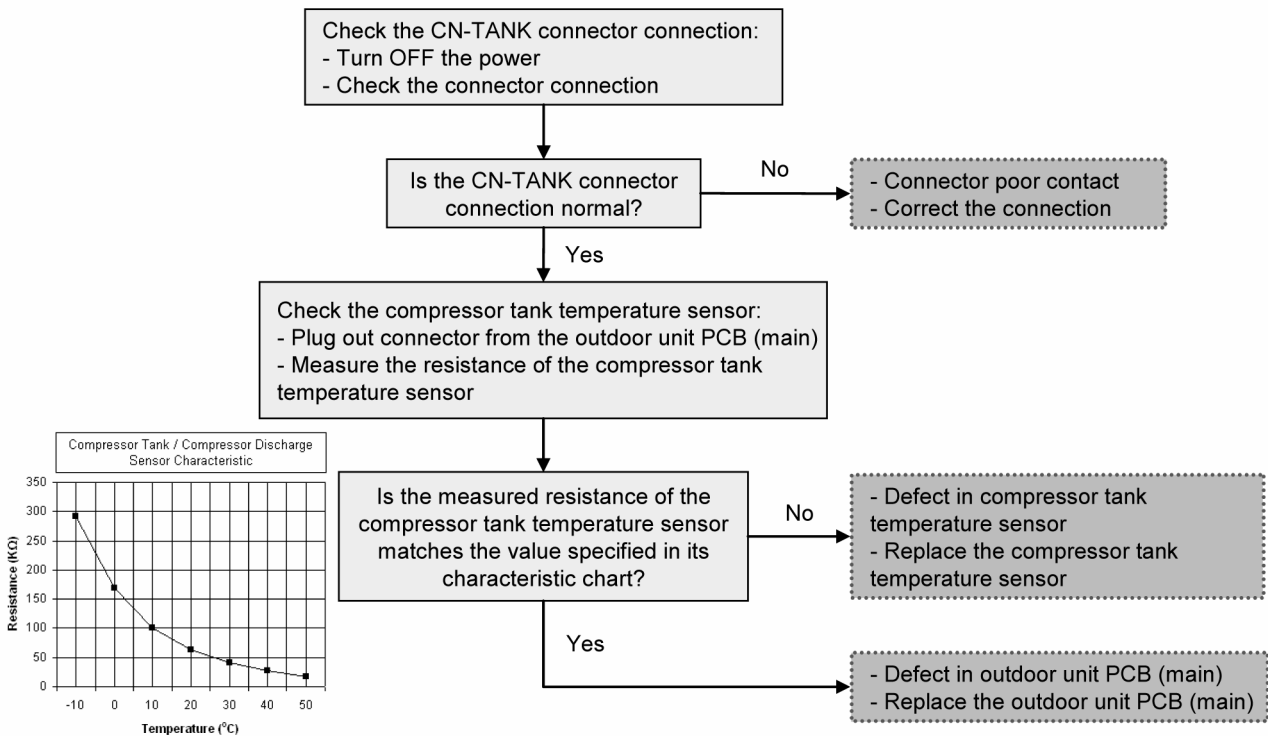 Check the CN-TANK connector connection:
- Turn OFF the power
- Check the connector connection
Is the CN-TANK connector
connection normal?
No
- Connector poor contact
- Correct the connection
Yes
Check the compressor tank temperature sensor:
- Plug out connector from the outdoor unit PCB (main)
- Measure the resistance of the compressor tank
temperature sensor
Compressor Tank / Compressor Discharge
Sensor Characteristic
350
300
250
200
150
100
50
0
Resistance (KΩ)
-10 0 10 20 30 40 50
Temperature (°C)
Is the measured resistance of the
compressor tank temperature sensor
matches the value specified in its
characteristic chart?
No
- Defect in compressor tank
temperature sensor
- Replace the compressor tank
temperature sensor
Yes
- Defect in outdoor unit PCB (main)
- Replace the outdoor unit PCB (main)